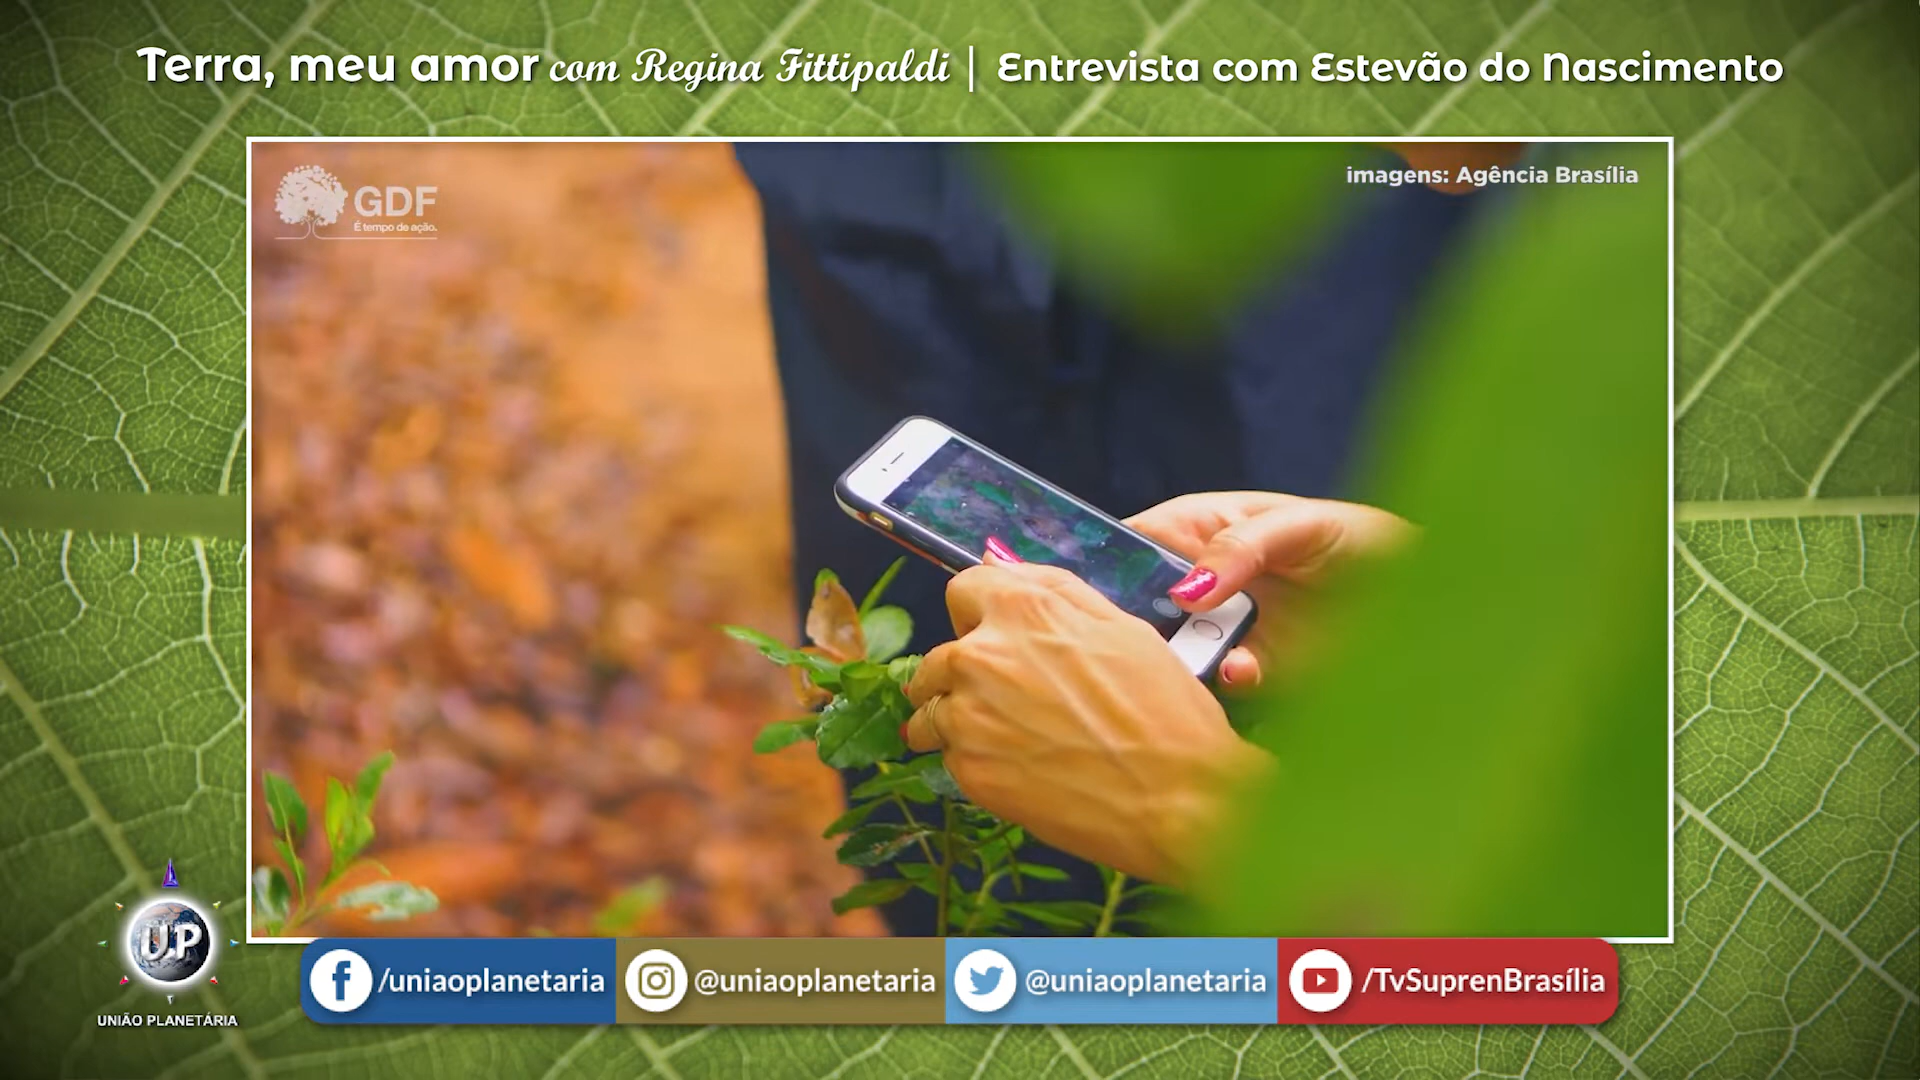 Terra, meu amor com Regina Fittipaldi | Entrevista com Estevão do Nascimento
GDF
É tempo de ação.
imagens: Agência Brasília
U.P
UNIÃO PLANETÁRIA
/uniaoplanetaria
@uniaoplanetaria
@uniaoplanetaria
/TvSuprenBrasília